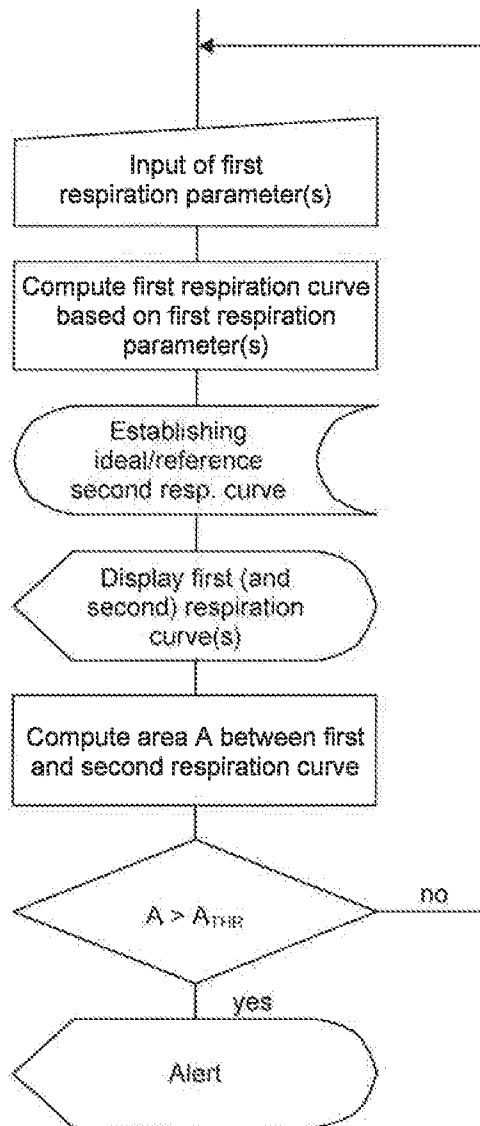 Input of first
respiration parameter(s)
Compute first respiration curve
based on first respiration
parameter(s)
Establishing
ideal/reference
second resp. curve
Display first (and
second) respiration
curve(s)
Compute area A between first
and second respiration curve
A > A_THR
no
yes
Alert